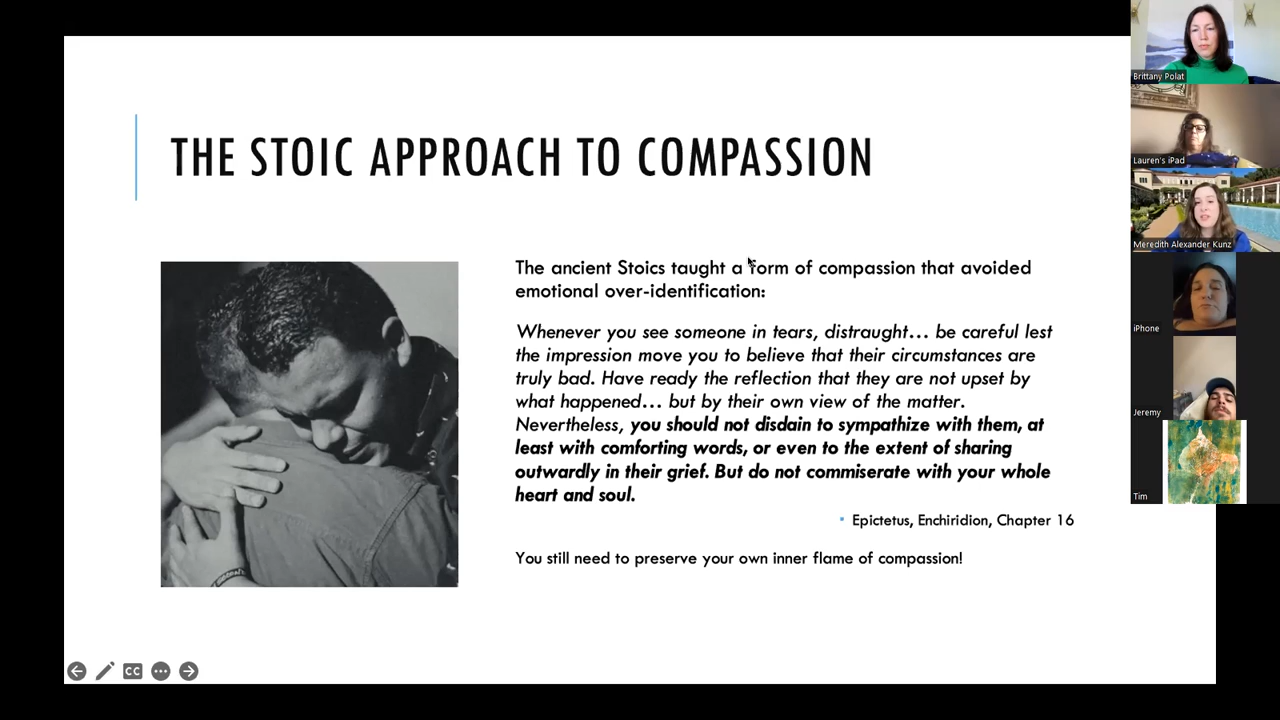 THE STOIC APPROACH TO COMPASSION
The ancient Stoics taught a form of compassion that avoided
emotional over-identification:
Whenever you see someone in tears, distraught… be careful lest
the impression move you to believe that their circumstances are
truly bad. Have ready the reflection that they are not upset by
what happened… but by their own view of the matter.
Nevertheless, you should not disdain to sympathize with them, at
least with comforting words, or even to the extent of sharing
outwardly in their grief. But do not commiserate with your whole
heart and soul.
▪ Epictetus, Enchiridion, Chapter 16
You still need to preserve your own inner flame of compassion!
CC
Brittany Polat
Lauren's iPad
Meredith Alexander Kunz
iPhone
Jeremy
Tim